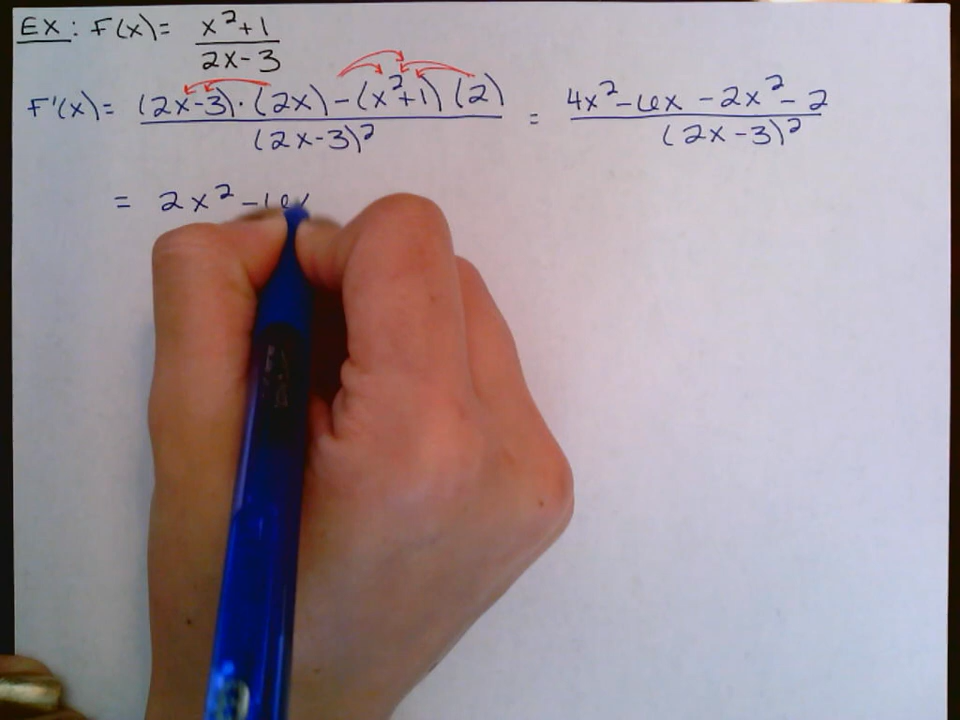 EX: F(x)= x²+1 / 2x-3
F'(x)= (2x-3)·(2x)-(x²+1)(2) / (2x-3)² = 4x²-6x-2x²-2 / (2x-3)²
= 2x²-6x